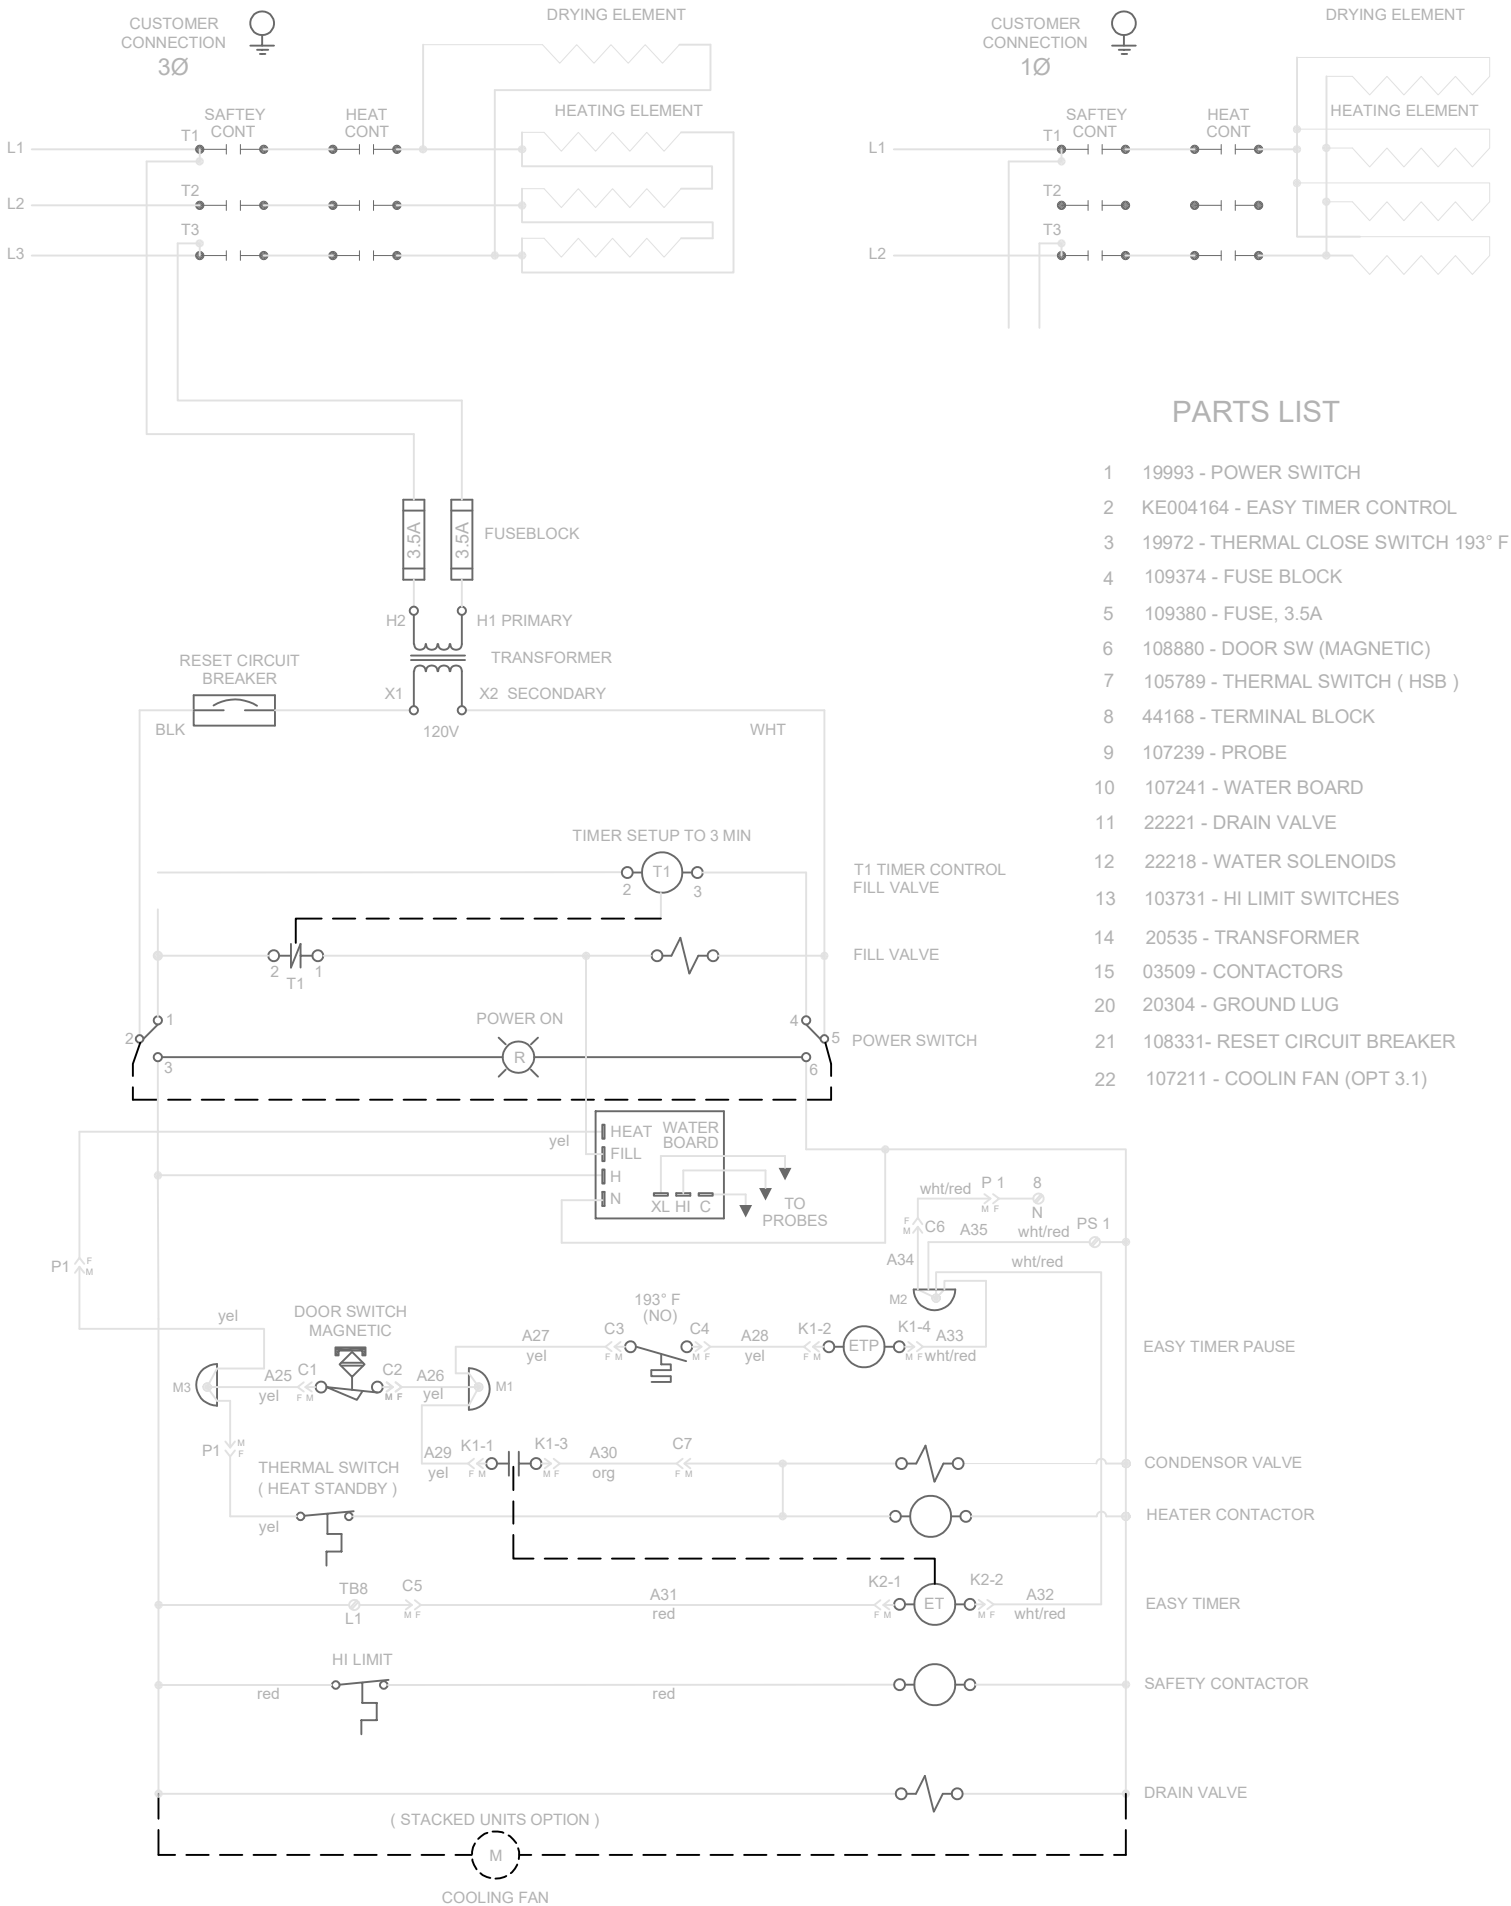 CUSTOMER
CONNECTION
3Ø
DRYING ELEMENT
HEATING ELEMENT
SAFTEY
CONT
HEAT
CONT
T1
L1
T2
L2
T3
L3
CUSTOMER
CONNECTION
1Ø
DRYING ELEMENT
HEATING ELEMENT
SAFTEY
CONT
HEAT
CONT
T1
L1
T2
T3
L2
PARTS LIST
1 19993 - POWER SWITCH
2 KE004164 - EASY TIMER CONTROL
3 19972 - THERMAL CLOSE SWITCH 193° F
4 109374 - FUSE BLOCK
5 109380 - FUSE, 3.5A
6 108880 - DOOR SW (MAGNETIC)
7 105789 - THERMAL SWITCH ( HSB )
8 44168 - TERMINAL BLOCK
9 107239 - PROBE
10 107241 - WATER BOARD
11 22221 - DRAIN VALVE
12 22218 - WATER SOLENOIDS
13 103731 - HI LIMIT SWITCHES
14 20535 - TRANSFORMER
15 03509 - CONTACTORS
20 20304 - GROUND LUG
21 108331- RESET CIRCUIT BREAKER
22 107211 - COOLIN FAN (OPT 3.1)
3.5A
3.5A
FUSEBLOCK
H2
H1 PRIMARY
TRANSFORMER
RESET CIRCUIT
BREAKER
X1
X2 SECONDARY
BLK
120V
WHT
TIMER SETUP TO 3 MIN
2
T1
3
T1 TIMER CONTROL
FILL VALVE
2
T1
1
FILL VALVE
1
2
3
POWER ON
R
4
5
6
POWER SWITCH
yel
HEAT
FILL
H
N
WATER
BOARD
XL HI C
TO
PROBES
wht/red
P 1
M F
8
N
F
M
C6
A35
wht/red
PS 1
A34
wht/red
M2
P1
F
M
yel
DOOR SWITCH
MAGNETIC
M3
A25
yel
C1
F M
C2
M F
A26
yel
M1
A27
yel
C3
F M
193° F
(NO)
C4
M F
A28
yel
K1-2
F M
ETP
K1-4
M F
A33
wht/red
EASY TIMER PAUSE
P1
M
F
A29
yel
K1-1
F M
K1-3
M F
A30
org
C7
F M
CONDENSOR VALVE
THERMAL SWITCH
( HEAT STANDBY )
yel
HEATER CONTACTOR
TB8
L1
C5
M F
A31
red
K2-1
F M
ET
K2-2
M F
A32
wht/red
EASY TIMER
HI LIMIT
red
red
SAFETY CONTACTOR
DRAIN VALVE
( STACKED UNITS OPTION )
M
COOLING FAN